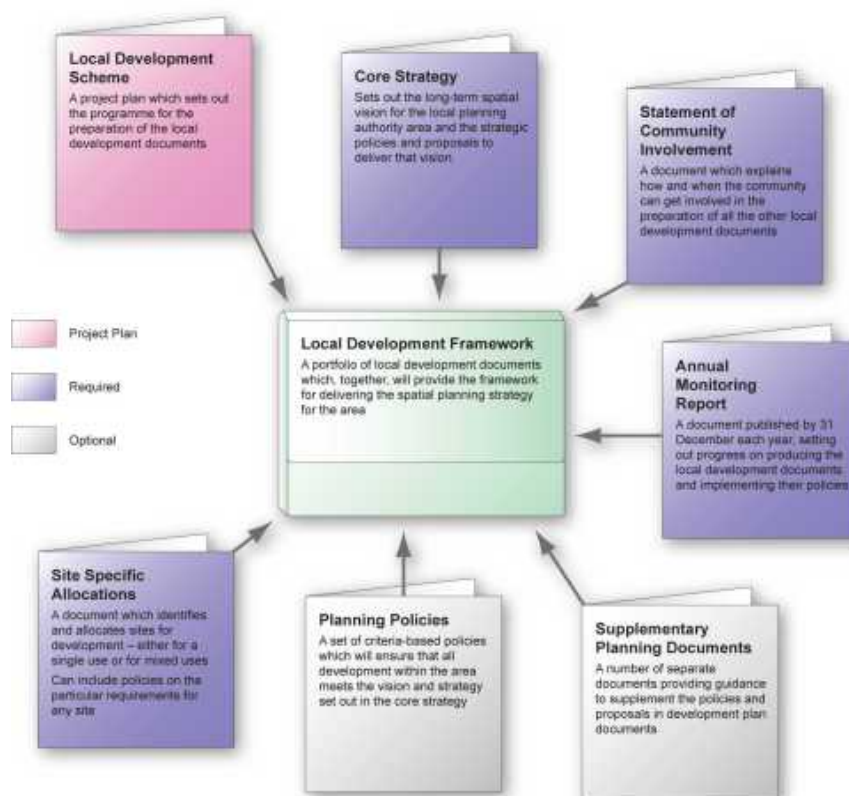 Local Development
Scheme
A project plan which sets out
the programme for the
preparation of the local
development documents
Core Strategy
Sets out the long-term spatial
vision for the local planning
authority area and the strategic
policies and proposals to
deliver that vision
Statement of
Community
Involvement
A document which explains
how and when the community
can get involved in the
preparation of all the other local
development documents
Project Plan
Required
Optional
Local Development Framework
A portfolio of local development documents
which, together, will provide the framework
for delivering the spatial planning strategy
for the area
Annual
Monitoring
Report
A document published by 31
December each year, setting
out progress on producing the
local development documents
and implementing their policies
Site Specific
Allocations
A document which identifies
and allocates sites for
development – either for a
single use or for mixed uses
Can include policies on the
particular requirements for
any site
Planning Policies
A set of criteria-based policies
which will ensure that all
development within the area
meets the vision and strategy
set out in the core strategy
Supplementary
Planning Documents
A number of separate
documents providing guidance
to supplement the policies and
proposals in development plan
documents